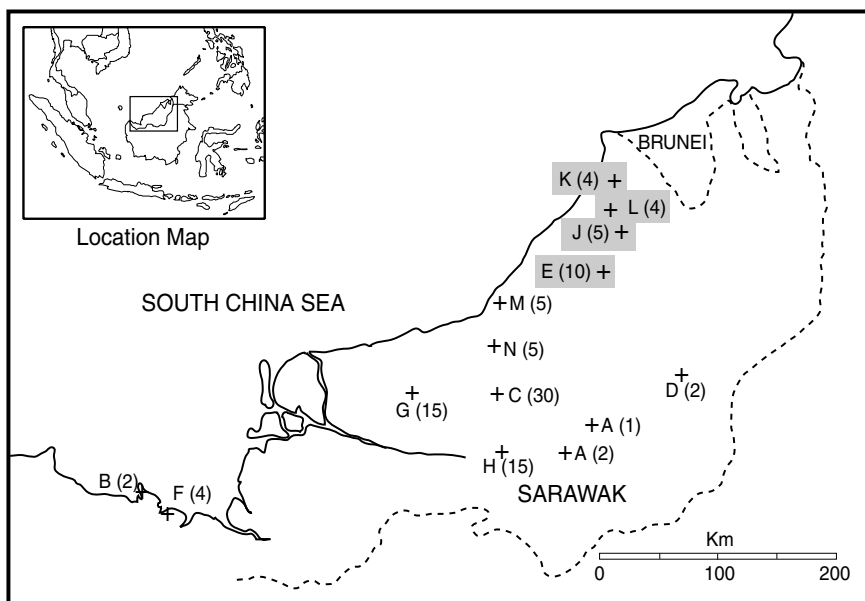 BRUNEI
K (4)
L (4)
J (5)
Location Map
E (10)
SOUTH CHINA SEA
M (5)
N (5)
D (2)
C (30)
G (15)
A (1)
A (2)
H (15)
B (2)
F (4)
SARAWAK
Km
0 100 200